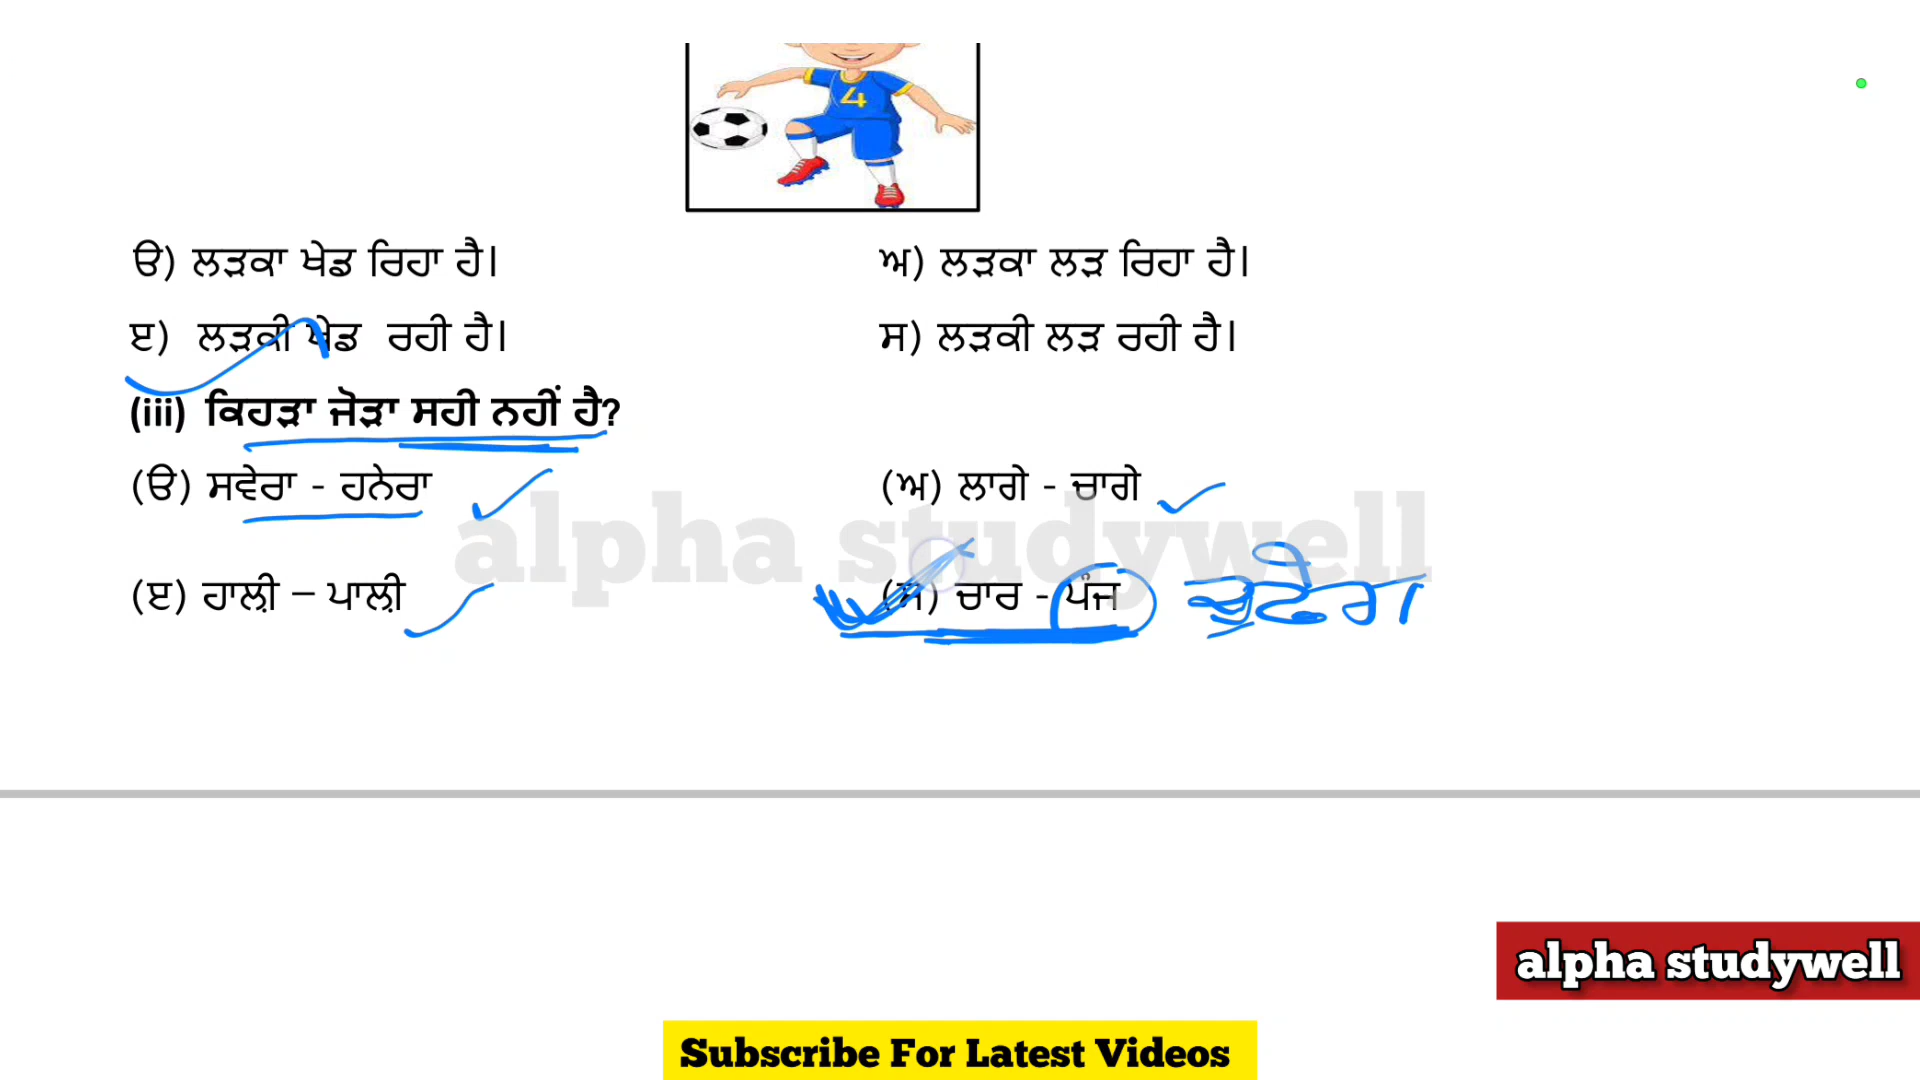 4
ੳ) ਲੜਕਾ ਖੇਡ ਰਿਹਾ ਹੈ।
ਅ) ਲੜਕਾ ਲੜ ਰਿਹਾ ਹੈ।
ੲ) ਲੜਕੀ ਖੇਡ ਰਹੀ ਹੈ।
ਸ) ਲੜਕੀ ਲੜ ਰਹੀ ਹੈ।
(iii) ਕਿਹੜਾ ਜੋੜਾ ਸਹੀ ਨਹੀਂ ਹੈ?
(ੳ) ਸਵੇਰਾ - ਹਨੇਰਾ
(ਅ) ਲਾਗੇ - ਚਾਗੇ
alpha studywell
(ੲ) ਹਾਲ਼ੀ – ਪਾਲ਼ੀ
(ਸ) ਚਾਰ - ਪੰਜ
alpha studywell
Subscribe For Latest Videos